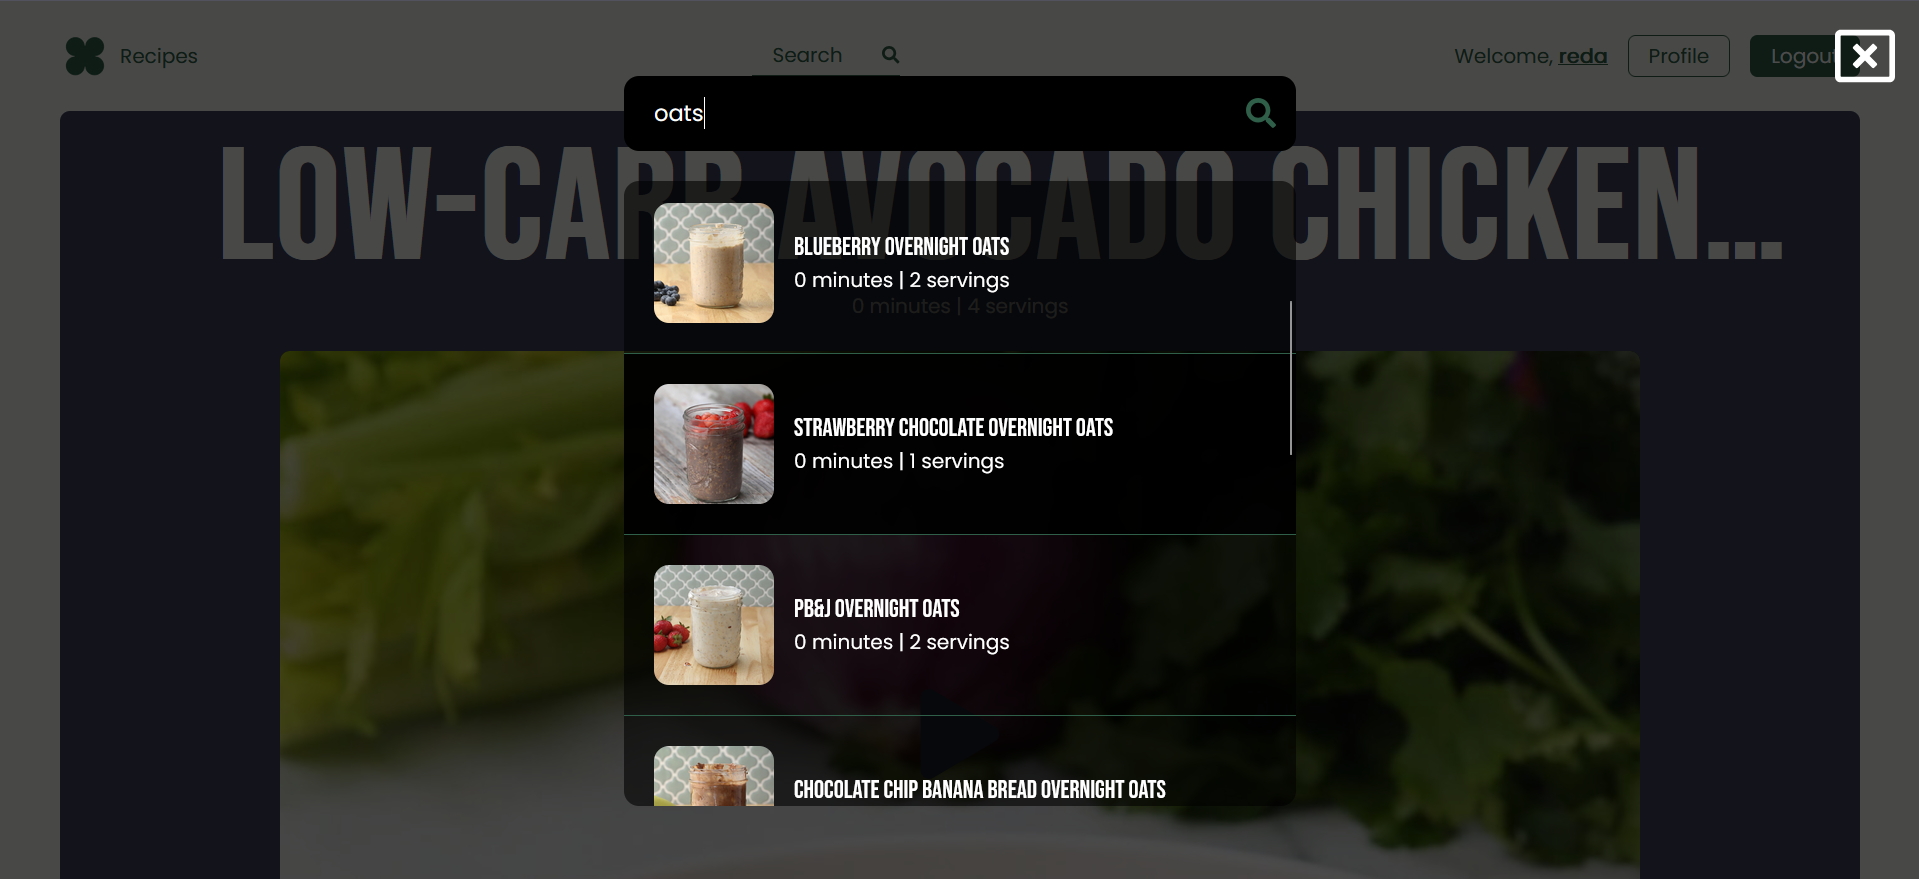 Recipes
Search
Welcome, reda
Profile
Logout
oats
LOW-CARB AVOCADO CHICKEN...
0 minutes | 4 servings
BLUEBERRY OVERNIGHT OATS
0 minutes | 2 servings
STRAWBERRY CHOCOLATE OVERNIGHT OATS
0 minutes | 1 servings
PB&J OVERNIGHT OATS
0 minutes | 2 servings
CHOCOLATE CHIP BANANA BREAD OVERNIGHT OATS